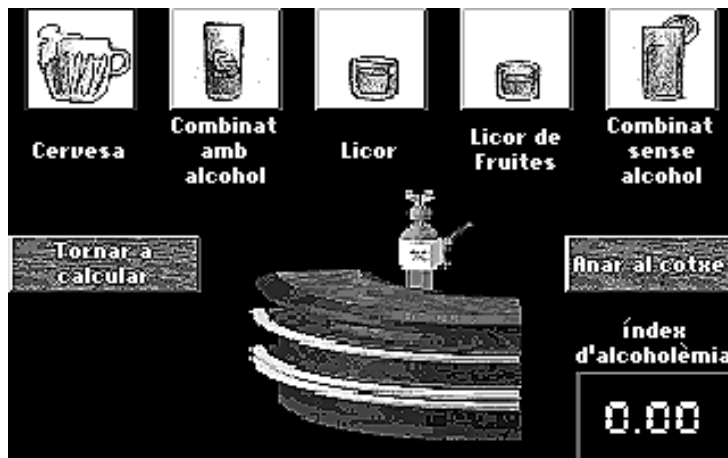 Cervesa
Combinat
amb
alcohol
Licor
Licor de
Fruites
Combinat
sense
alcohol
Tornar a
calcular
Anar al cotxe
índex
d'alcoholèmia
0.00